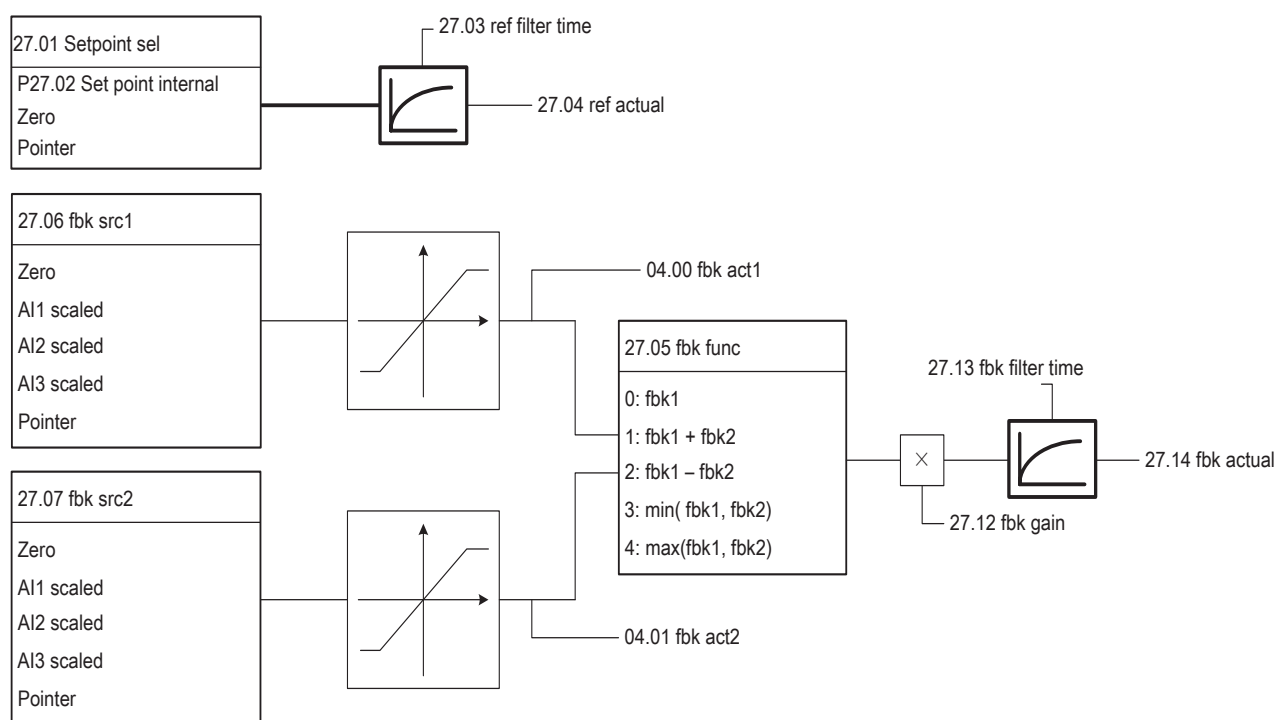 27.01 Setpoint sel
P27.02 Set point internal
Zero
Pointer
27.03 ref filter time
27.04 ref actual
27.06 fbk src1
Zero
AI1 scaled
AI2 scaled
AI3 scaled
Pointer
04.00 fbk act1
27.07 fbk src2
Zero
AI1 scaled
AI2 scaled
AI3 scaled
Pointer
04.01 fbk act2
27.05 fbk func
0: fbk1
1: fbk1 + fbk2
2: fbk1 – fbk2
3: min( fbk1, fbk2)
4: max(fbk1, fbk2)
X
27.12 fbk gain
27.13 fbk filter time
27.14 fbk actual